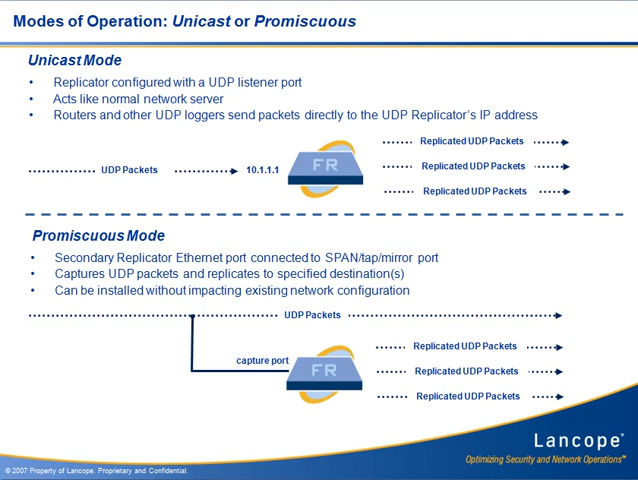 Modes of Operation: Unicast or Promiscuous
Unicast Mode
• Replicator configured with a UDP listener port
• Acts like normal network server
• Routers and other UDP loggers send packets directly to the UDP Replicator's IP address
UDP Packets
10.1.1.1
FR
Replicated UDP Packets
Replicated UDP Packets
Replicated UDP Packets
Promiscuous Mode
• Secondary Replicator Ethernet port connected to SPAN/tap/mirror port
• Captures UDP packets and replicates to specified destination(s)
• Can be installed without impacting existing network configuration
UDP Packets
capture port
FR
Replicated UDP Packets
Replicated UDP Packets
Replicated UDP Packets
Lancope®
Optimizing Security and Network Operations™
© 2007 Property of Lancope. Proprietary and Confidential.